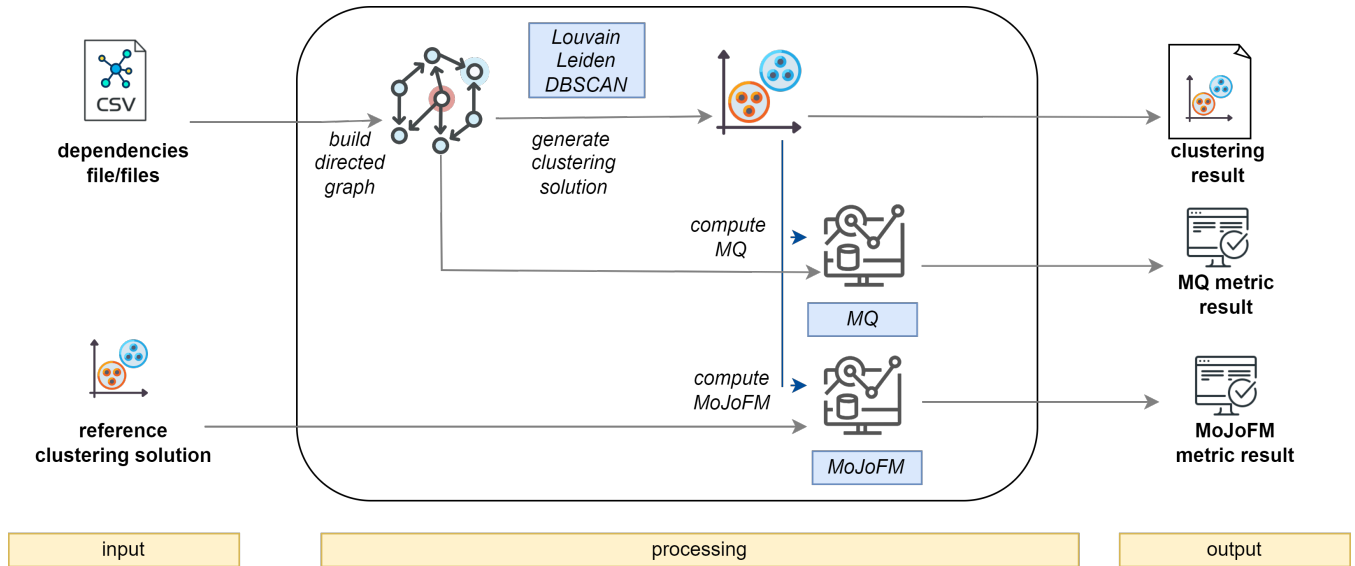 CSV
dependencies
file/files
build
directed
graph
Louvain
Leiden
DBSCAN
generate
clustering
solution
clustering
result
compute
MQ
MQ
MQ metric
result
reference
clustering solution
compute
MoJoFM
MoJoFM
MoJoFM
metric result
input
processing
output